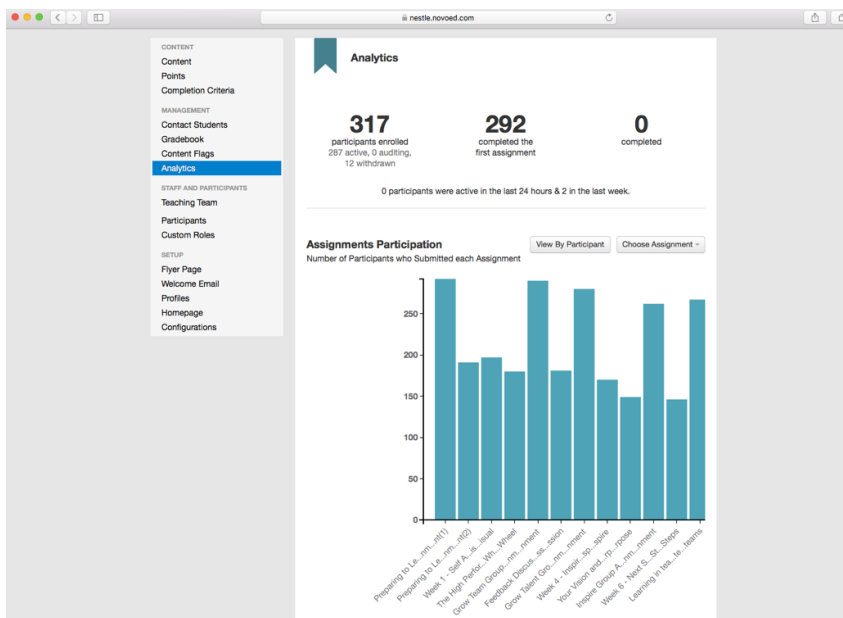 nestle.novoed.com
CONTENT
Content
Points
Completion Criteria
MANAGEMENT
Contact Students
Gradebook
Content Flags
Analytics
STAFF AND PARTICIPANTS
Teaching Team
Participants
Custom Roles
SETUP
Flyer Page
Welcome Email
Profiles
Homepage
Configurations
Analytics
317
participants enrolled
287 active, 0 auditing,
12 withdrawn
292
completed the
first assignment
0
completed
0 participants were active in the last 24 hours & 2 in the last week.
Assignments Participation
View By Participant
Choose Assignment
Number of Participants who Submitted each Assignment
250
200
150
100
50
0
Preparing to Le...nm...nt(1)
Preparing to Le...nm...nt(2)
Week 1 - Self A...is...isual
The High Perfor...Wh...Wheel
Grow Team Group...nm...nment
Feedback Discus...ss...ssion
Grow Talent Gro...nm...nment
Week 4 - Inspir...sp...spire
Your Vision and...rp...rpose
Inspire Group A...nm...nment
Week 6 - Next S...St...Steps
Learning in tea...te...teams